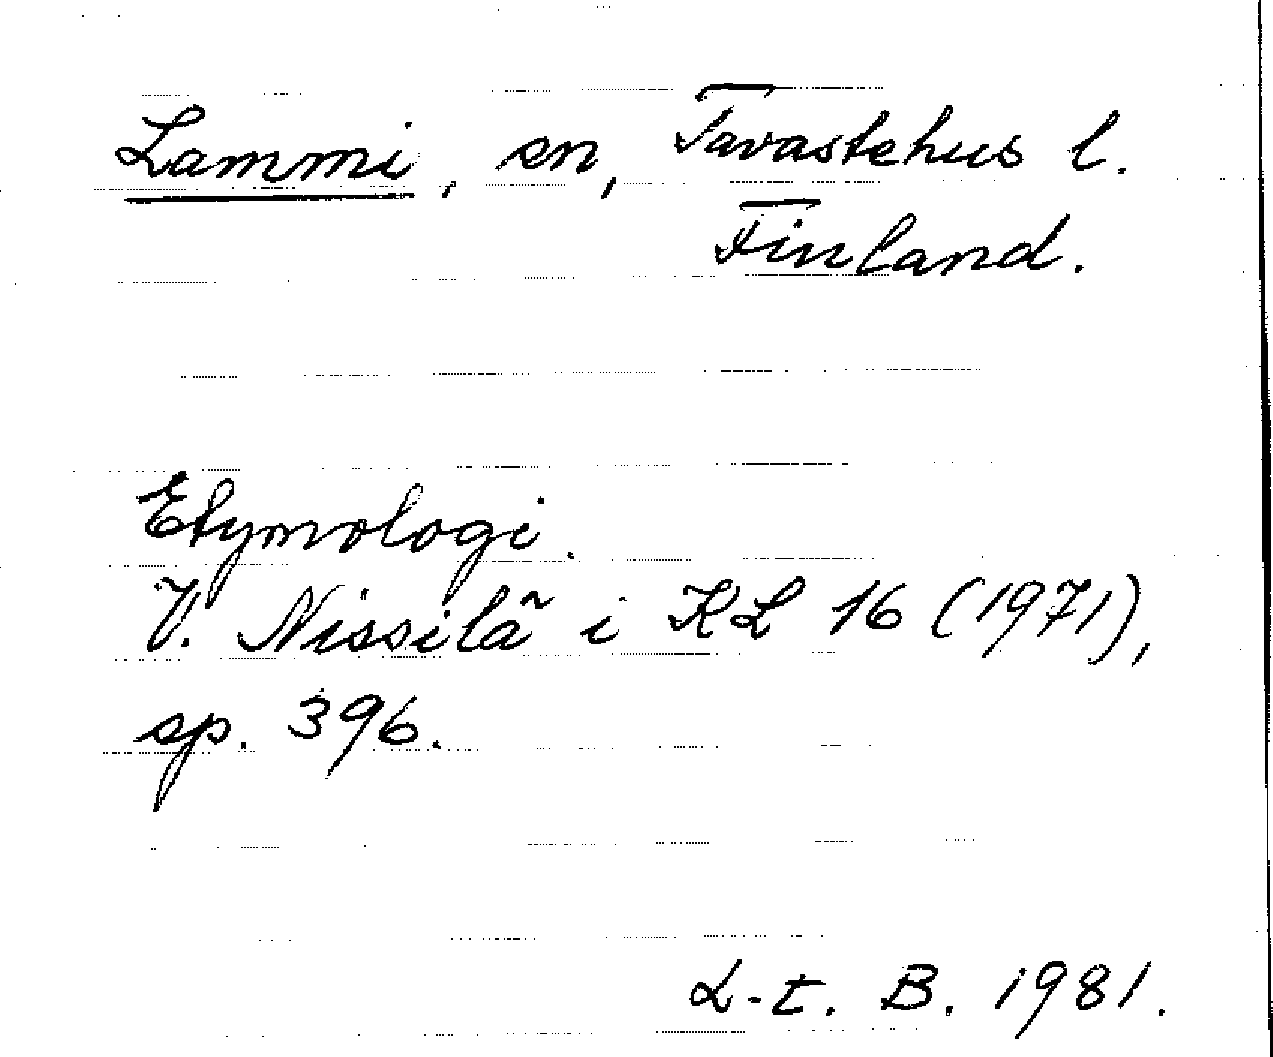 Lammi, sn, Tavastehus l.
Finland.
Etymologi.
V. Nissilä i KL 16 (1971),
sp. 396.
L-t. B. 1981.